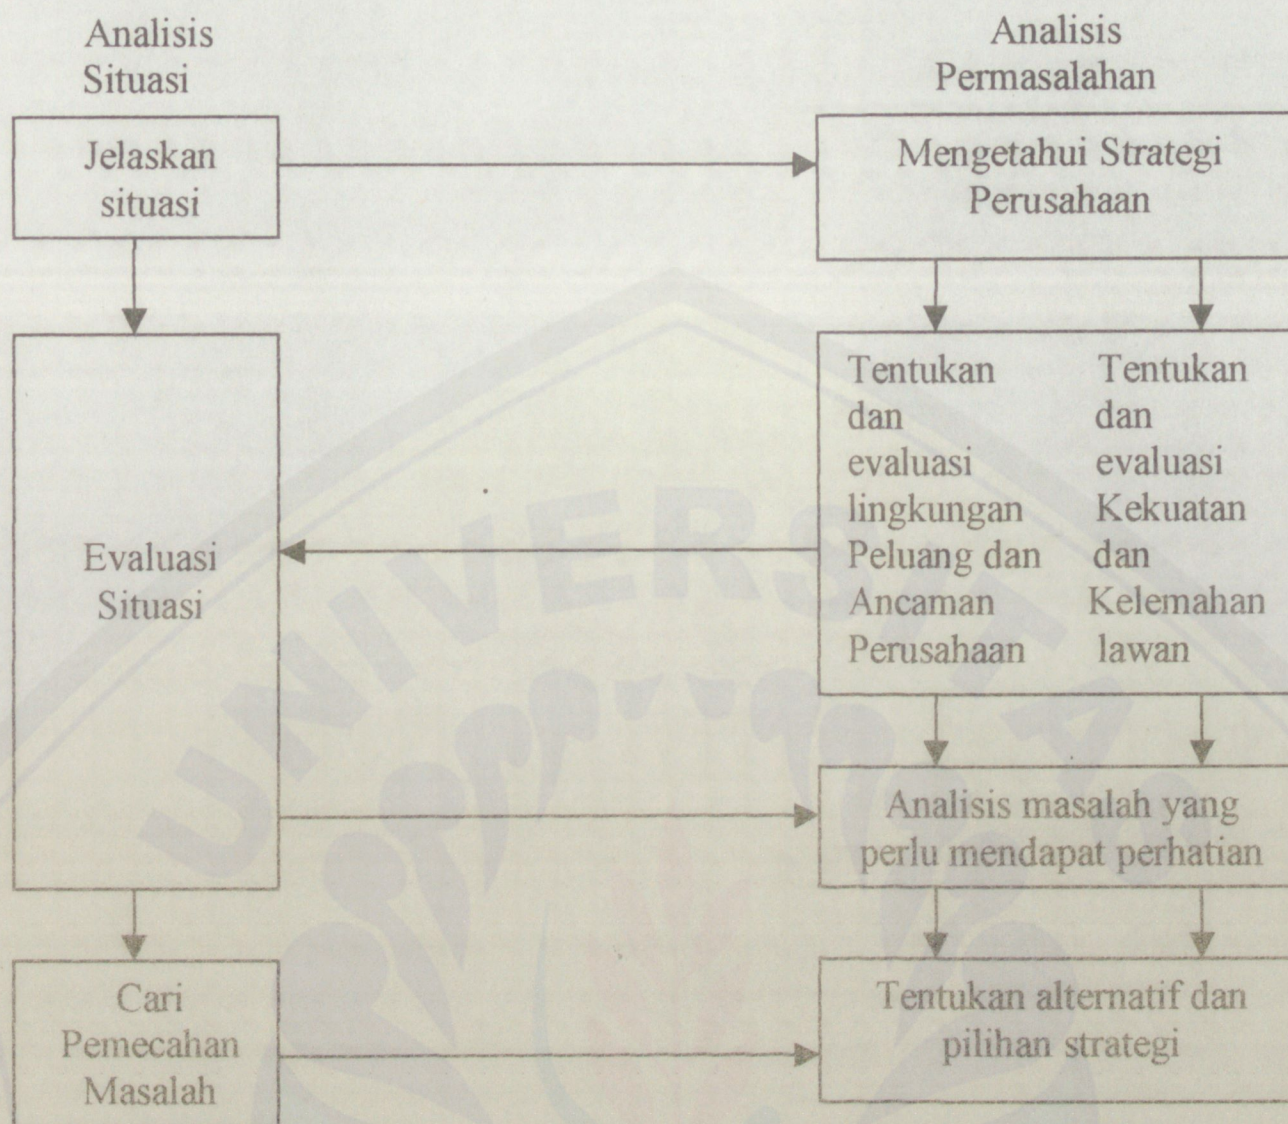 Analisis
Situasi
Analisis
Permasalahan
Jelaskan
situasi
Mengetahui Strategi
Perusahaan
Evaluasi
Situasi
Tentukan
dan
evaluasi
lingkungan
Peluang dan
Ancaman
Perusahaan
Tentukan
dan
evaluasi
Kekuatan
dan
Kelemahan
lawan
Analisis masalah yang
perlu mendapat perhatian
Cari
Pemecahan
Masalah
Tentukan alternatif dan
pilihan strategi
UNIVERSITAS